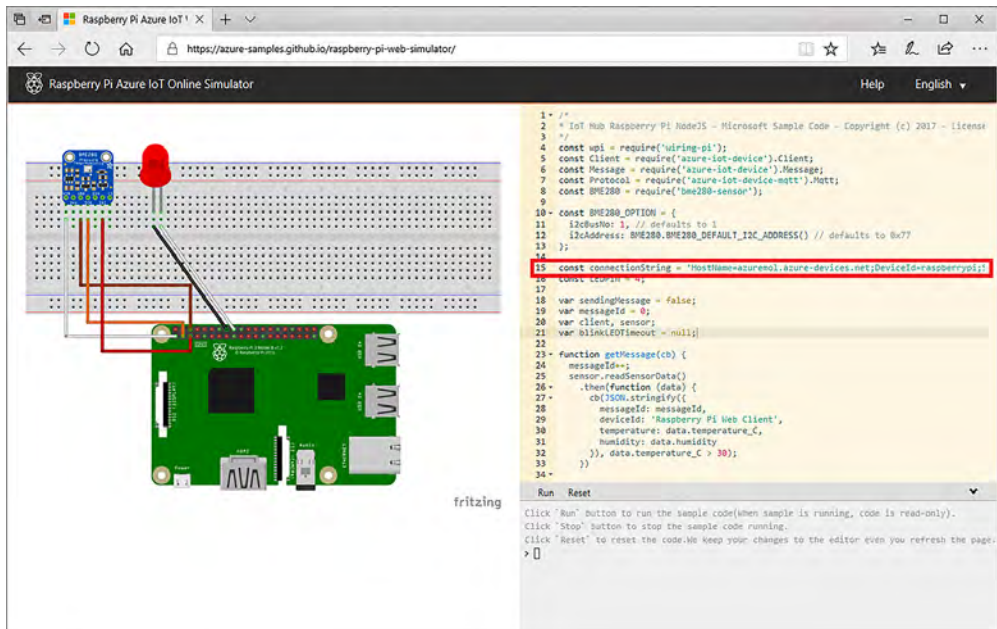 Raspberry Pi Azure IoT
https://azure-samples.github.io/raspberry-pi-web-simulator/
Raspberry Pi Azure IoT Online Simulator
Help
English
BME280
fritzing
1 /*
2 * IoT Hub Raspberry Pi NodeJS - Microsoft Sample Code - Copyright (c) 2017 - License
3 */
4 const wpi = require('wiring-pi');
5 const Client = require('azure-iot-device').Client;
6 const Message = require('azure-iot-device').Message;
7 const Protocol = require('azure-iot-device-mqtt').Mqtt;
8 const BME280 = require('bme280-sensor');
9
10 const BME280_OPTION = {
11 i2cBusNo: 1, // defaults to 1
12 i2cAddress: BME280.BME280_DEFAULT_I2C_ADDRESS() // defaults to 0x77
13 };
14
15 const connectionString = 'HostName=azuremol.azure-devices.net;DeviceId=raspberrypi;
16 const LEDPin = 4;
17
18 var sendingMessage = false;
19 var messageId = 0;
20 var client, sensor;
21 var blinkLEDTimeout = null;
22
23 function getMessage(cb) {
24 messageId++;
25 sensor.readSensorData()
26 .then(function (data) {
27 cb(JSON.stringify({
28 messageId: messageId,
29 deviceId: 'Raspberry Pi Web Client',
30 temperature: data.temperature_C,
31 humidity: data.humidity
32 }), data.temperature_C > 30);
33 })
34
Run Reset
Click 'Run' button to run the sample code(When sample is running, code is read-only).
Click 'Stop' button to stop the sample code running.
Click 'Reset' to reset the code.We keep your changes to the editor even you refresh the page.
>